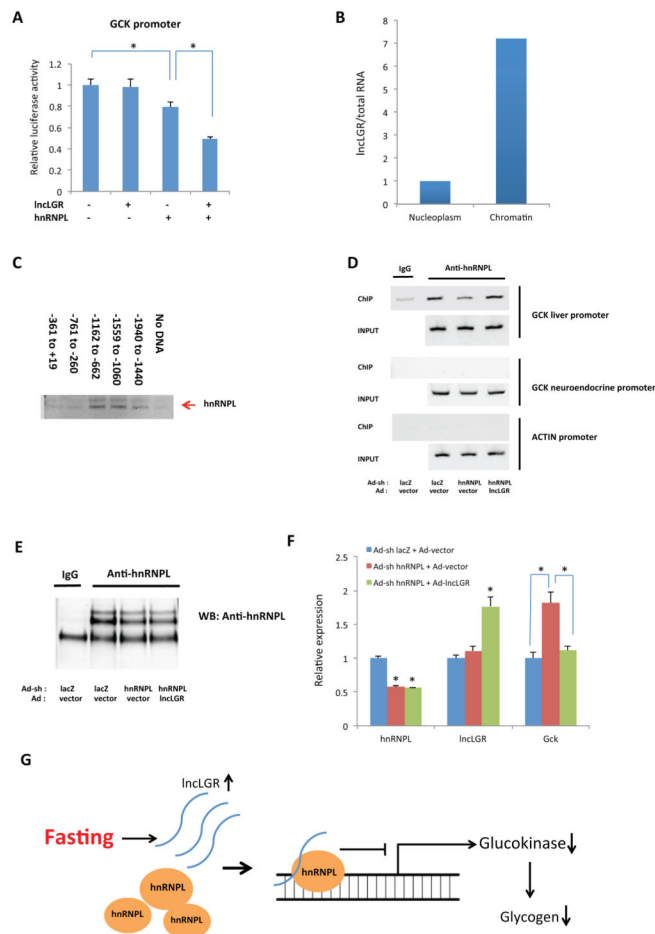 A
GCK promoter
*
*
Relative luciferase activity
1.2
1
0.8
0.6
0.4
0.2
0
lncLGR - + - +
hnRNPL - - + +
B
lncLGR/total RNA
8
7
6
5
4
3
2
1
0
Nucleoplasm
Chromatin
C
-361 to +19
-761 to -260
-1162 to -662
-1559 to -1060
-1940 to -1440
No DNA
hnRNPL
D
IgG
Anti-hnRNPL
ChIP
INPUT
GCK liver promoter
ChIP
INPUT
GCK neuroendocrine promoter
ChIP
INPUT
ACTIN promoter
Ad-sh : lacZ lacZ hnRNPL hnRNPL
Ad : vector vector vector lncLGR
E
IgG
Anti-hnRNPL
WB: Anti-hnRNPL
Ad-sh : lacZ lacZ hnRNPL hnRNPL
Ad : vector vector vector lncLGR
F
Ad-sh lacZ + Ad-vector
Ad-sh hnRNPL + Ad-vector
Ad-sh hnRNPL + Ad-lncLGR
Relative expression
2.5
2
1.5
1
0.5
0
* *
*
* *
hnRNPL
lncLGR
Gck
G
lncLGR
Fasting
hnRNPL
hnRNPL
hnRNPL
hnRNPL
Glucokinase
Glycogen